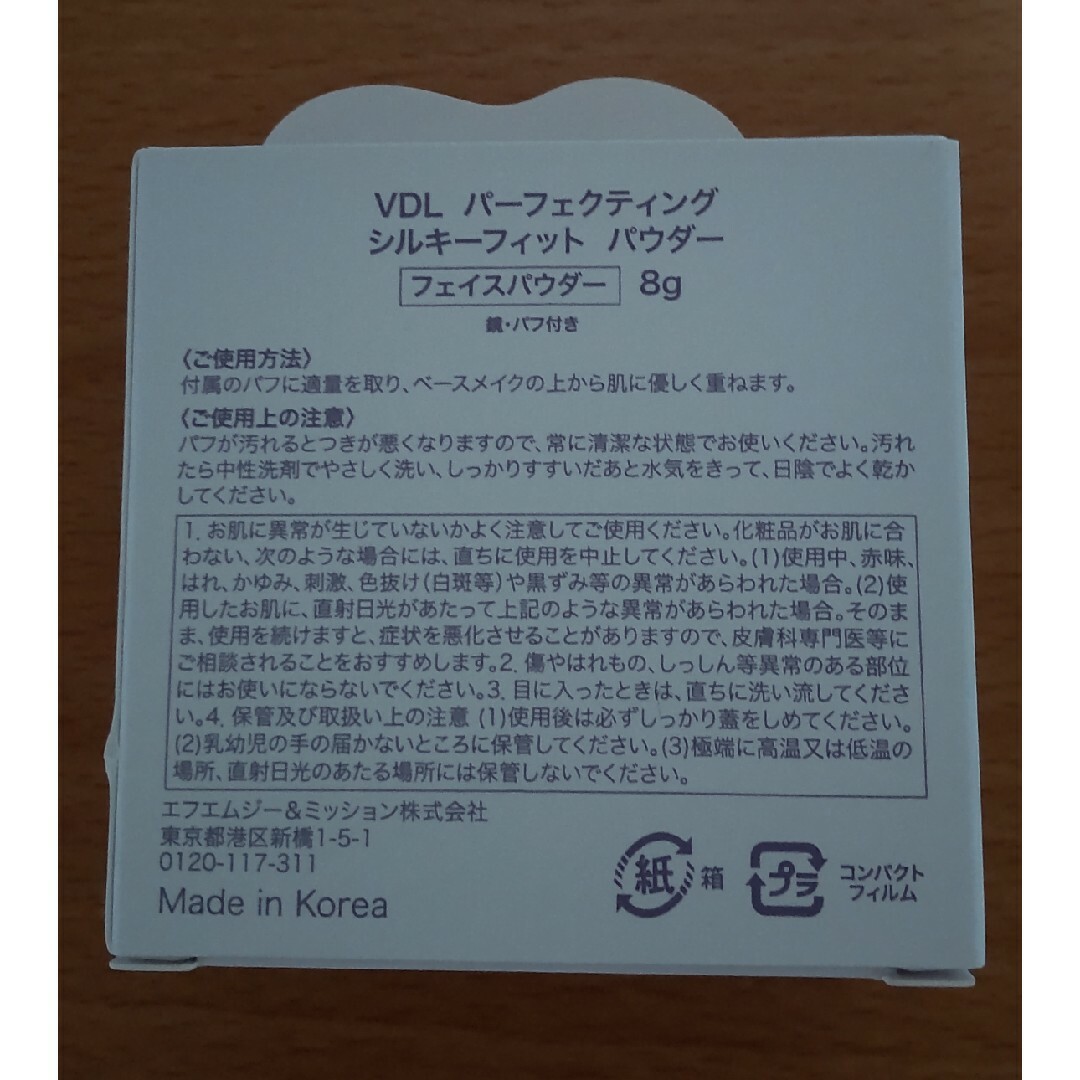 VDL パーフェクティング
シルキーフィット パウダー
フェイスパウダー 8g
鏡・パフ付き
〈ご使用方法〉
付属のパフに適量を取り、ベースメイクの上から肌に優しく重ねます。
〈ご使用上の注意〉
パフが汚れるとつきが悪くなりますので、常に清潔な状態でお使いください。汚れ
たら中性洗剤でやさしく洗い、しっかりすすいだあと水気をきって、日陰でよく乾か
してください。
1. お肌に異常が生じていないかよく注意してご使用ください。化粧品がお肌に合
わない、次のような場合には、直ちに使用を中止してください。(1)使用中、赤味、
はれ、かゆみ、刺激、色抜け(白斑等)や黒ずみ等の異常があらわれた場合。(2)使
用したお肌に、直射日光があたって上記のような異常があらわれた場合。そのま
ま、使用を続けますと、症状を悪化させることがありますので、皮膚科専門医等に
ご相談されることをおすすめします。2. 傷やはれもの、しっしん等異常のある部位
にはお使いにならないでください。3. 目に入ったときは、直ちに洗い流してくださ
い。4. 保管及び取扱い上の注意 (1)使用後は必ずしっかり蓋をしめてください。
(2)乳幼児の手の届かないところに保管してください。(3)極端に高温又は低温の
場所、直射日光のあたる場所には保管しないでください。
エフエムジー&ミッション株式会社
東京都港区新橋1-5-1
0120-117-311
Made in Korea
紙 箱
プラ コンパクト
フィルム